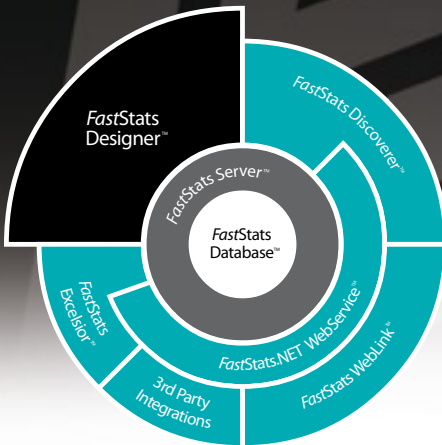 FastStats
Designer™
FastStats Discoverer™
FastStats Server™
FastStats
Database™
FastStats.NET WebService™
FastStats WebLink™
FastStats
Excelsior™
3rd Party
Integrations